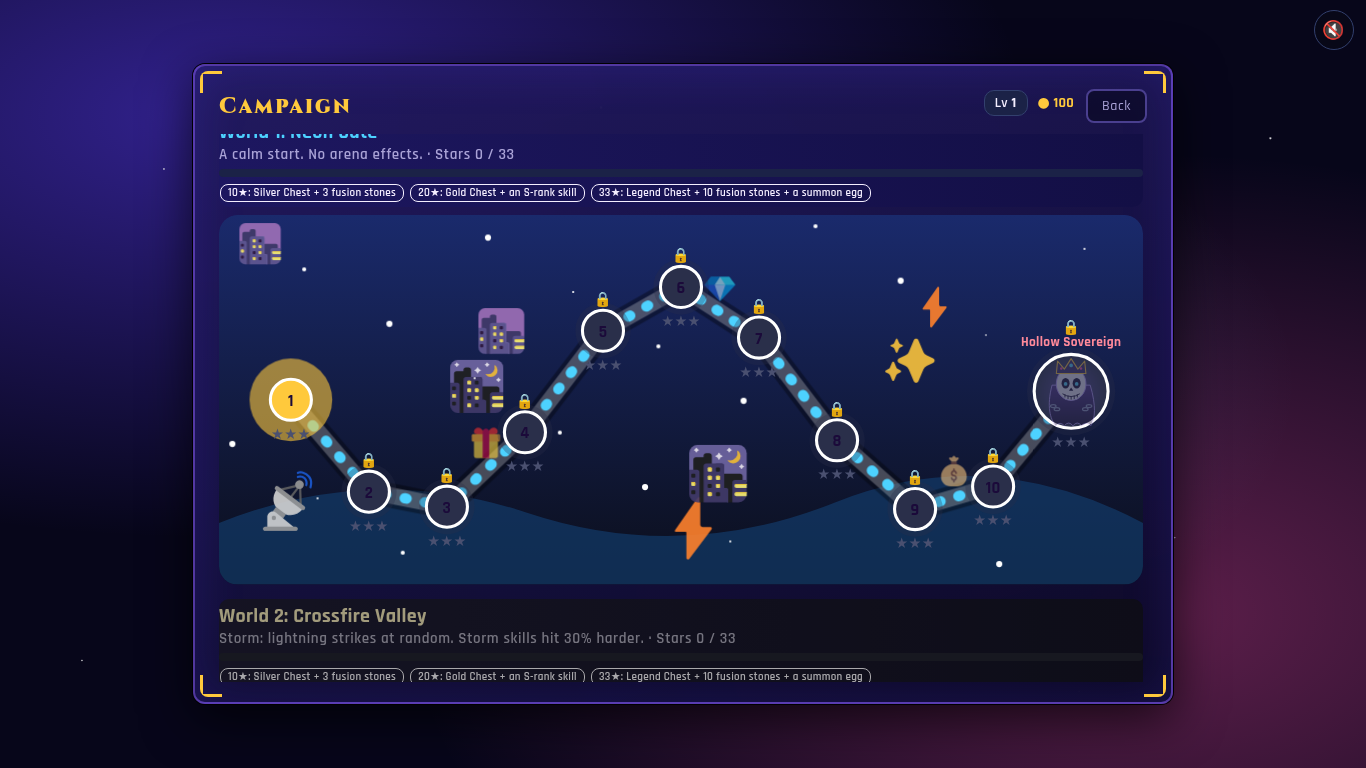 Campaign
Lv 1
100
Back
World 1: Neon Gate
A calm start. No arena effects. · Stars 0 / 33
10★: Silver Chest + 3 fusion stones
20★: Gold Chest + an S-rank skill
33★: Legend Chest + 10 fusion stones + a summon egg
6
5
7
Hollow Sovereign
1
4
8
2
3
9
10
World 2: Crossfire Valley
Storm: lightning strikes at random. Storm skills hit 30% harder. · Stars 0 / 33
10★: Silver Chest + 3 fusion stones
20★: Gold Chest + an S-rank skill
33★: Legend Chest + 10 fusion stones + a summon egg